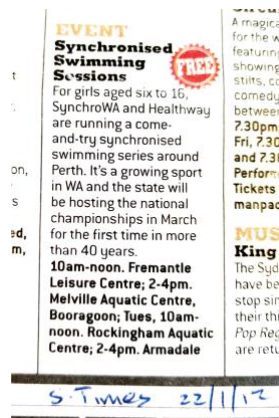 EVENT
Synchronised
Swimming
Sessions
FREE
For girls aged six to 16,
SynchroWA and Healthway
are running a come-
and-try synchronised
swimming series around
Perth. It's a growing sport
in WA and the state will
be hosting the national
championships in March
for the first time in more
than 40 years.
10am-noon. Fremantle
Leisure Centre; 2-4pm.
Melville Aquatic Centre,
Booragoon; Tues, 10am-
noon. Rockingham Aquatic
Centre; 2-4pm. Armadale
t
on,
s
ed,
m,
A magica
for the w
featurin
showing
stilts, co
comedy
between
7.30pm
Fri, 7.30
and 7.3
Perfor
Tickets
manpac
MUS
King
The Syd
have be
stop sin
their thi
Pop Reg
are retu
S. Times 22/1/12